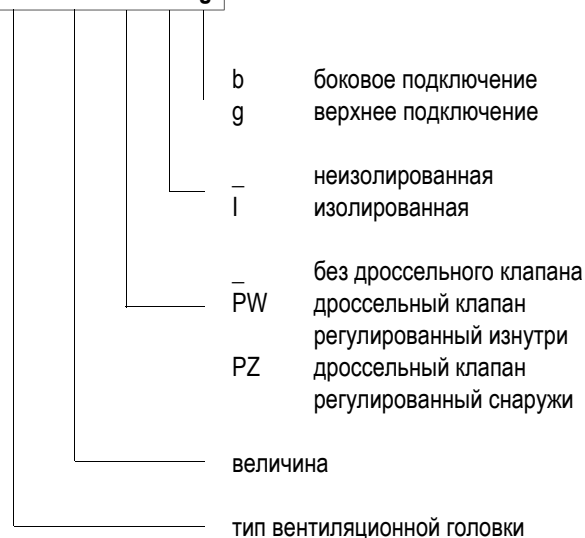 b боковое подключение
g верхнее подключение
_ неизолированная
I изолированная
_ без дроссельного клапана
PW дроссельный клапан
регулированный изнутри
PZ дроссельный клапан
регулированный снаружи
величина
тип вентиляционной головки